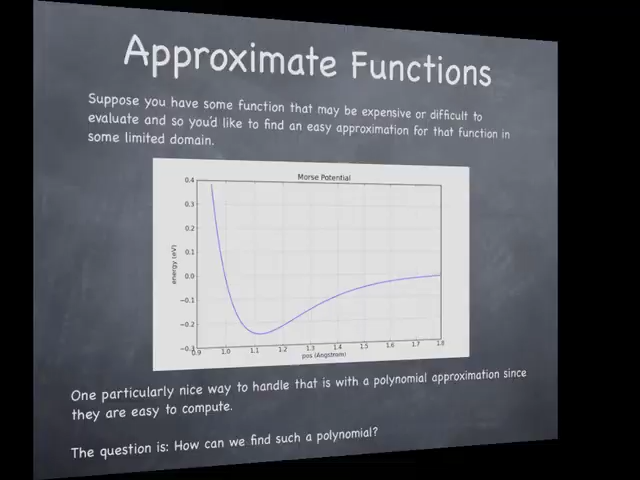 Approximate Functions
Suppose you have some function that may be expensive or difficult to
evaluate and so you'd like to find an easy approximation for that function in
some limited domain.
Morse Potential
0.4
0.3
0.2
0.1
0.0
−0.1
−0.2
−0.3
energy (eV)
0.9 1.0 1.1 1.2 1.3 1.4 1.5 1.6 1.7 1.8
pos (Angstrom)
One particularly nice way to handle that is with a polynomial approximation since
they are easy to compute.
The question is: How can we find such a polynomial?